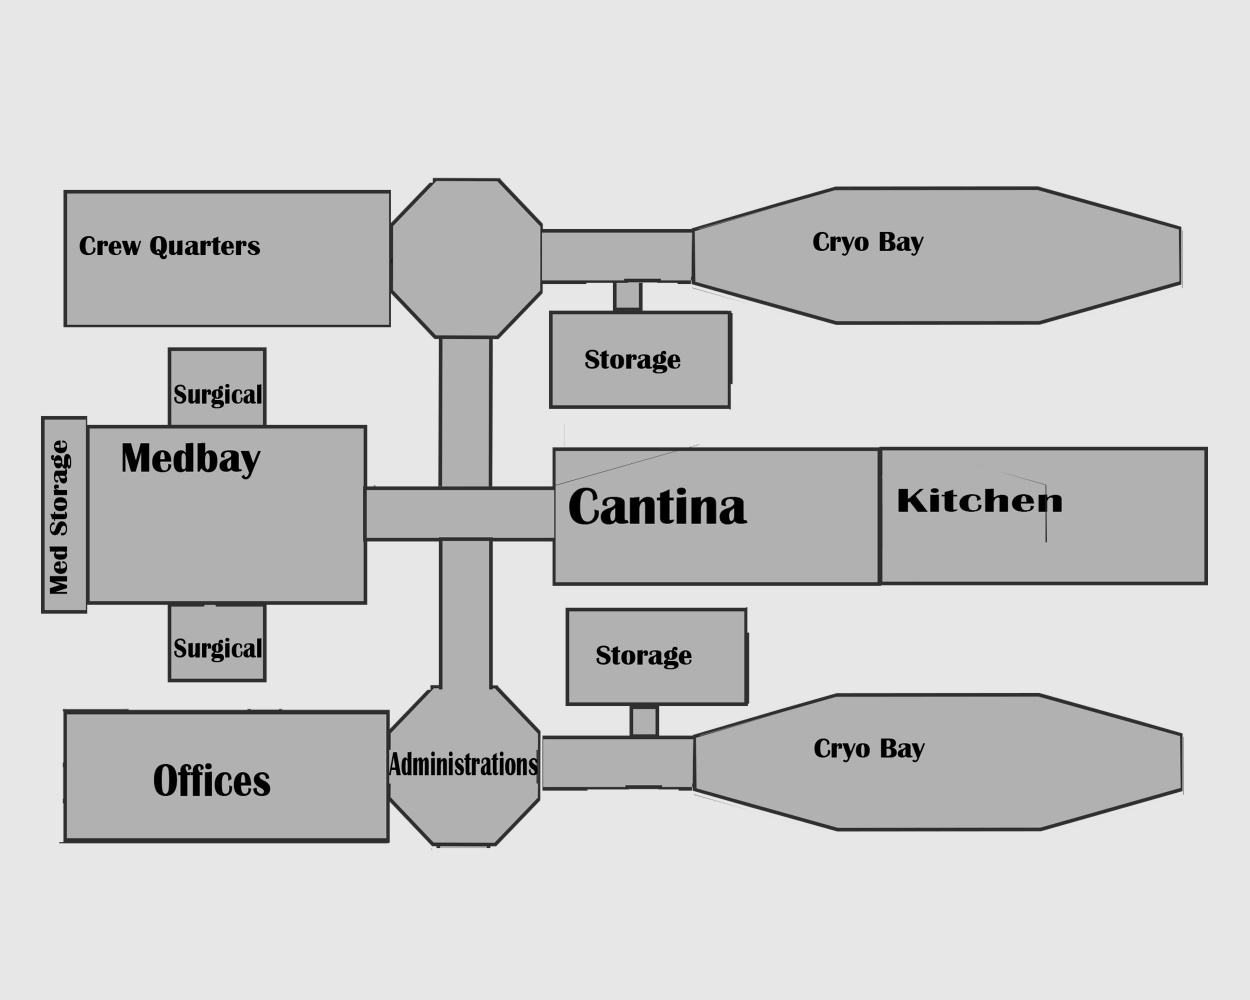 Crew Quarters
Cryo Bay
Storage
Surgical
Medbay
Med Storage
Cantina
Kitchen
Surgical
Storage
Offices
Administrations
Cryo Bay